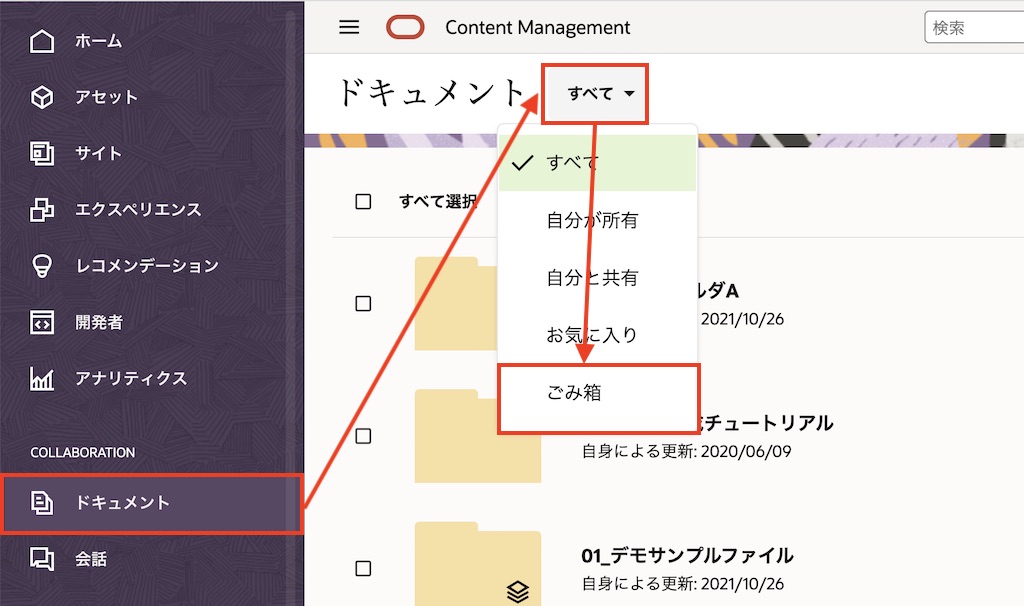 ホーム
アセット
サイト
エクスペリエンス
レコメンデーション
開発者
アナリティクス
COLLABORATION
ドキュメント
会話
Content Management
検索
ドキュメント
すべて
すべて
自分が所有
自分と共有
お気に入り
ごみ箱
すべて選択
ルダA
2021/10/26
チュートリアル
自身による更新: 2020/06/09
01_デモサンプルファイル
自身による更新: 2021/10/26